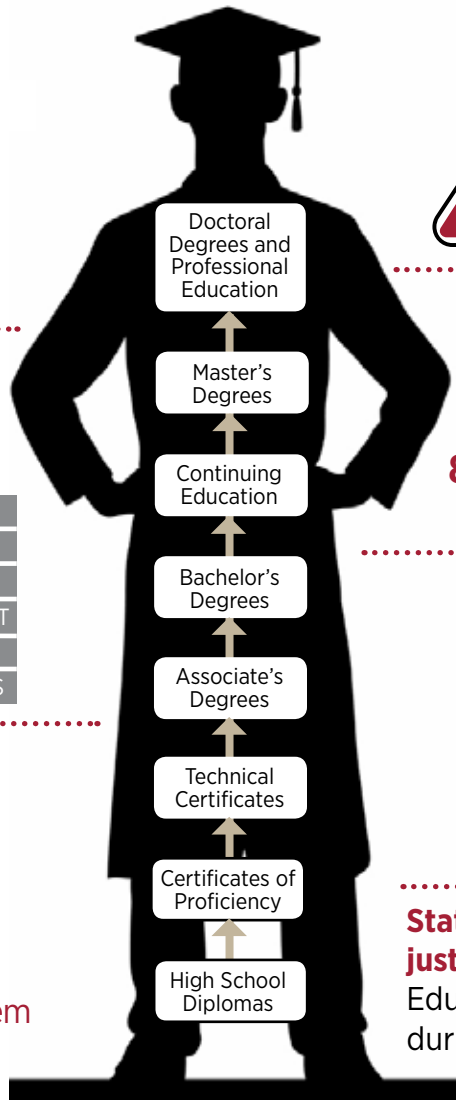 Doctoral
Degrees and
Professional
Education
Master's
Degrees
Continuing
Education
Bachelor's
Degrees
Associate's
Degrees
Technical
Certificates
Certificates of
Proficiency
High School
Diplomas